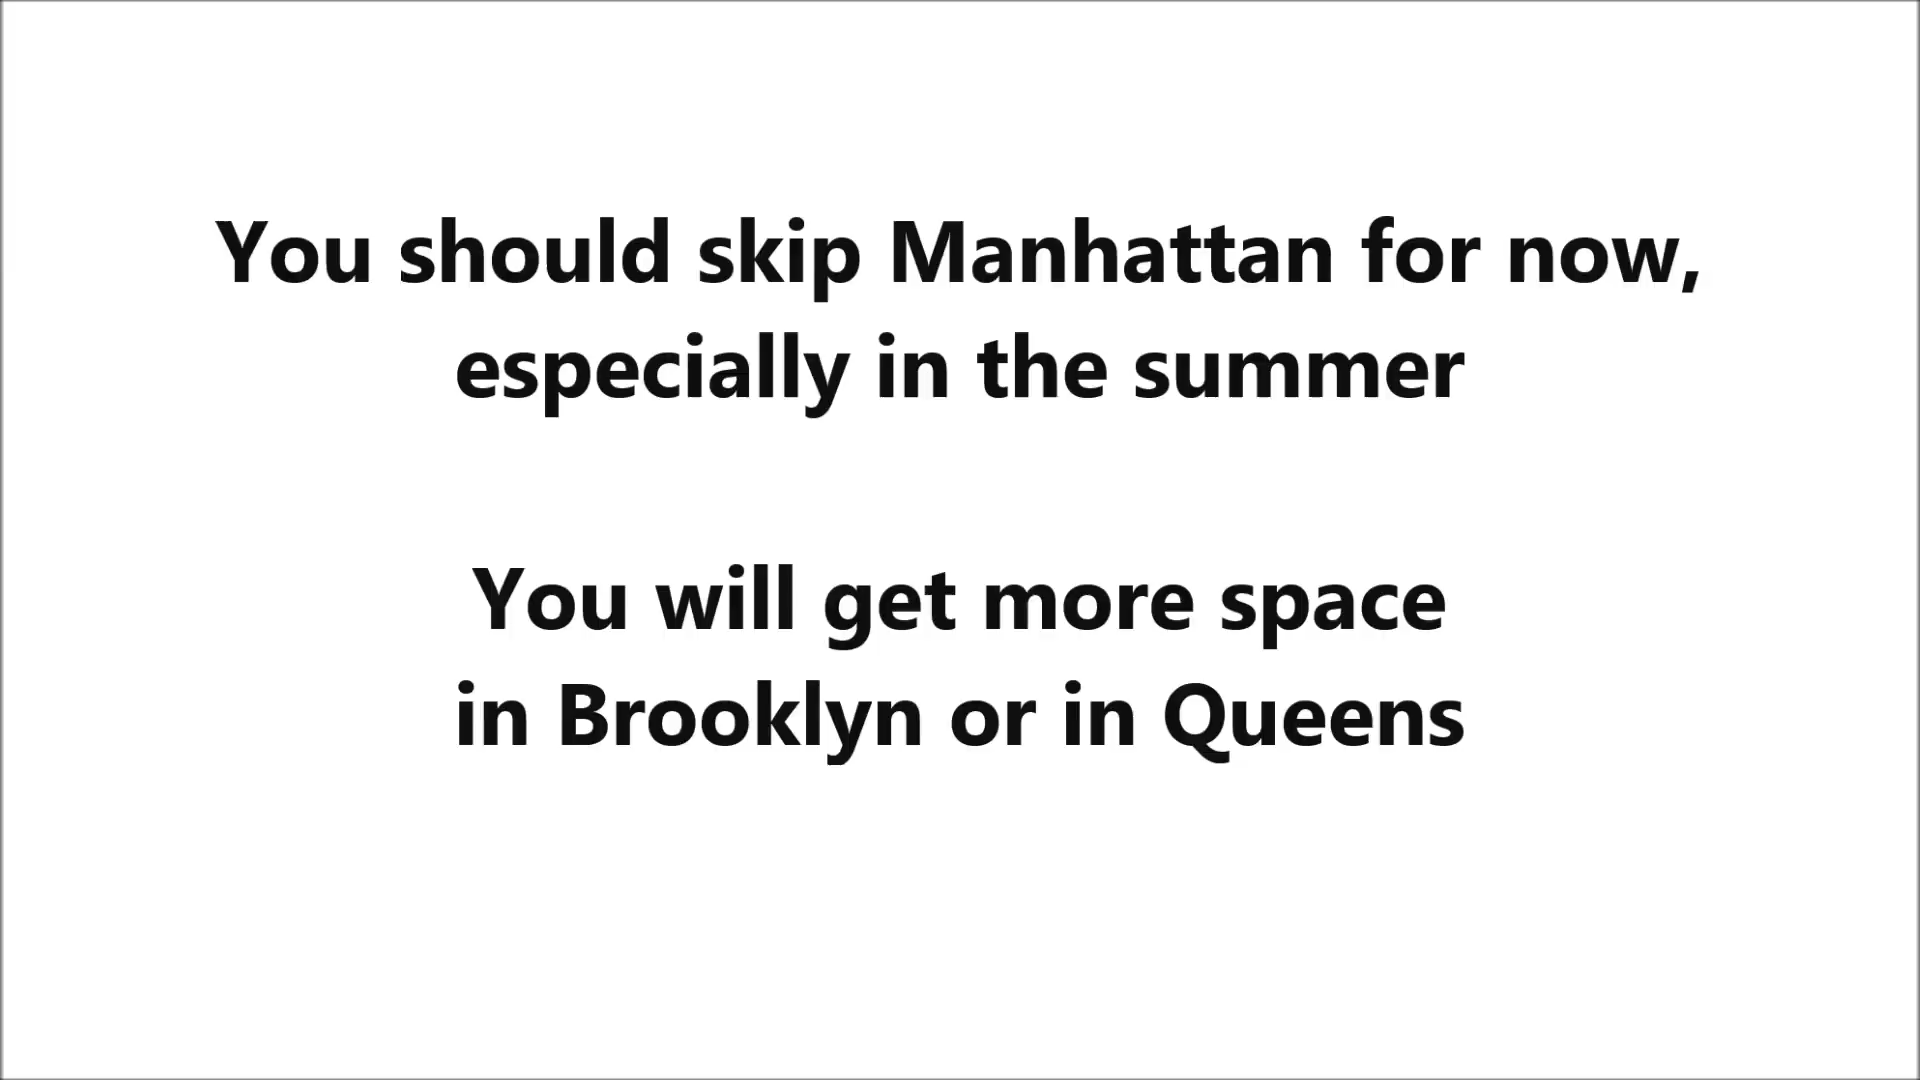 You should skip Manhattan for now,
especially in the summer
You will get more space
in Brooklyn or in Queens